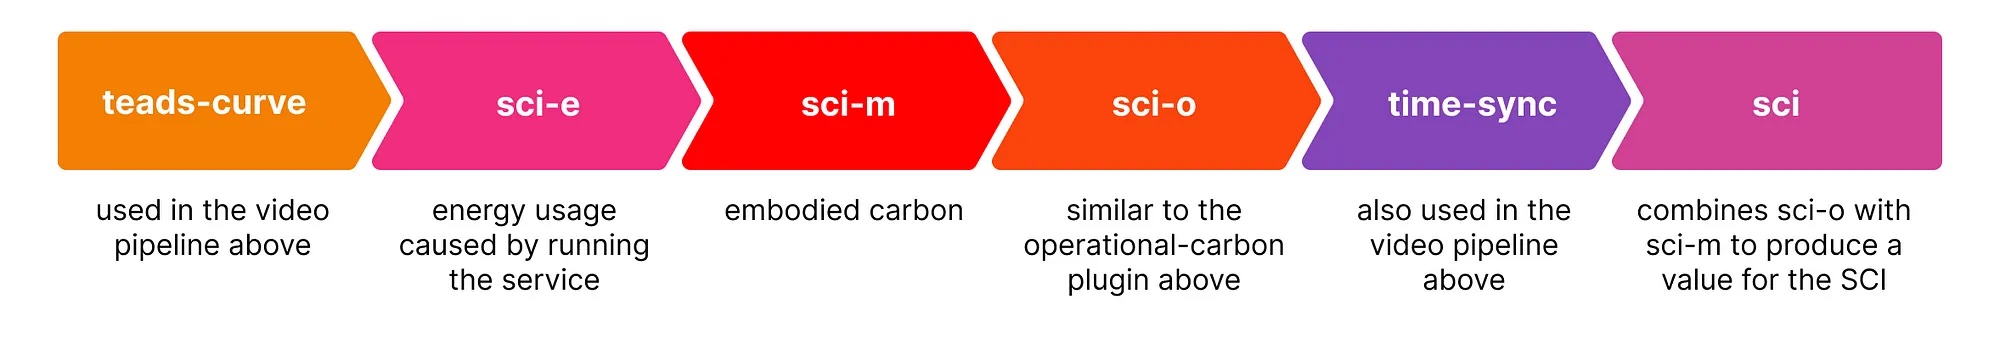 teads-curve
sci-e
sci-m
sci-o
time-sync
sci
used in the video
pipeline above
energy usage
caused by running
the service
embodied carbon
similar to the
operational-carbon
plugin above
also used in the
video pipeline
above
combines sci-o with
sci-m to produce a
value for the SCI